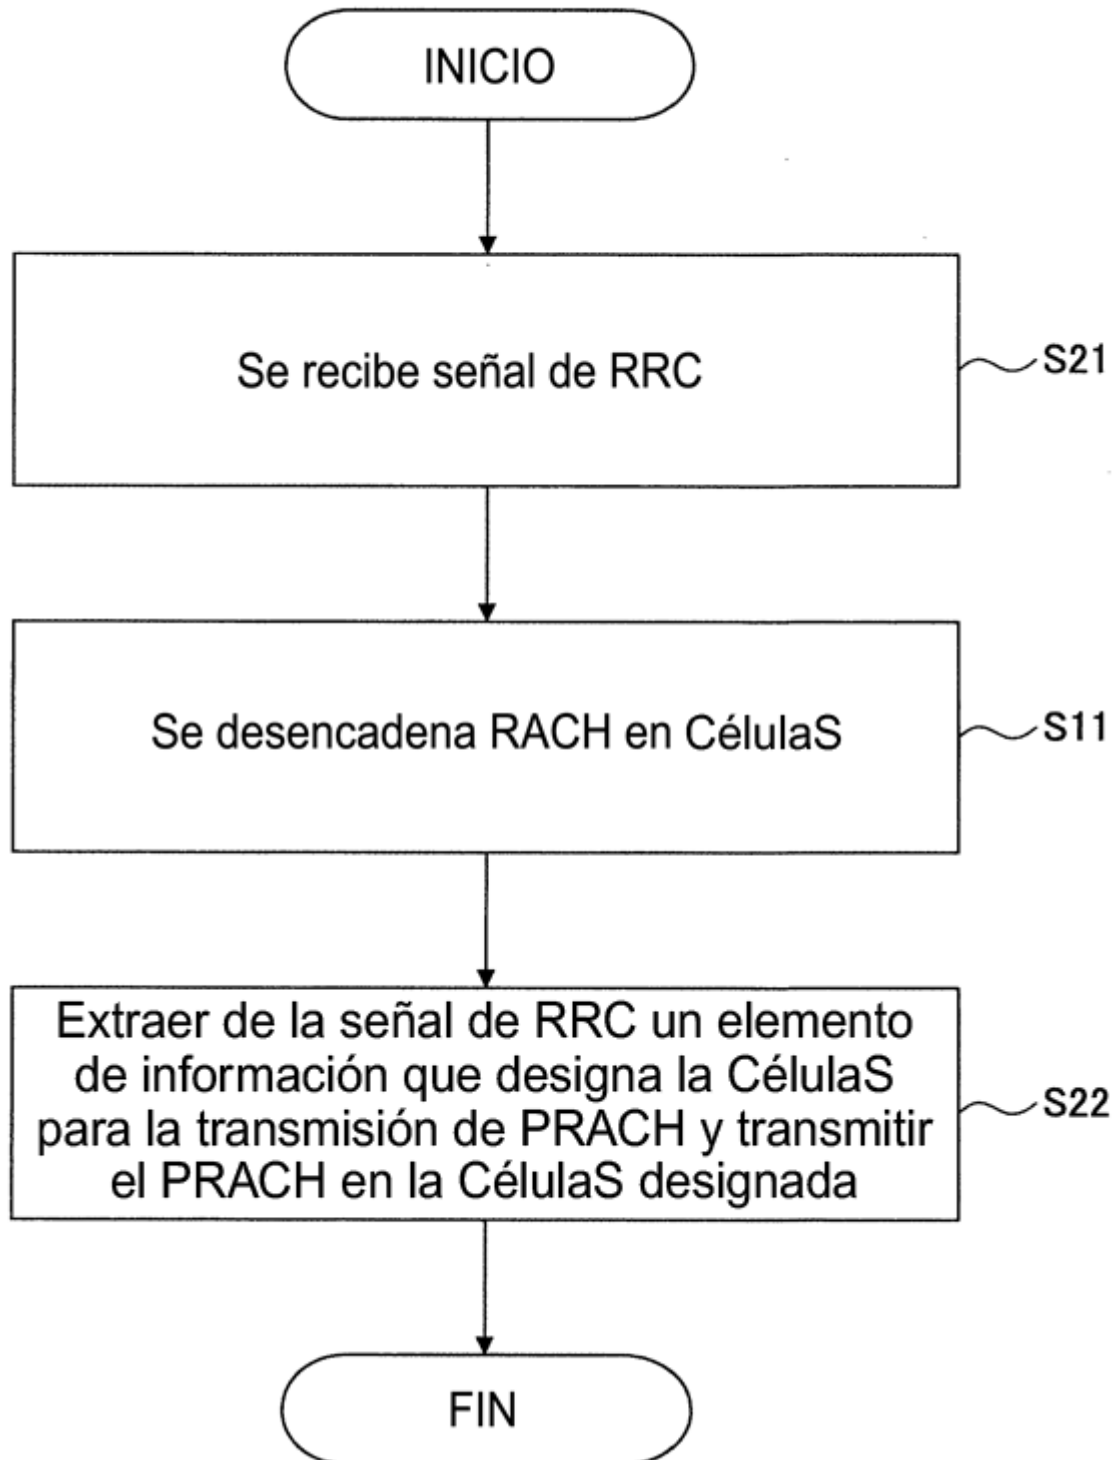 INICIO
Se recibe señal de RRC
S21
Se desencadena RACH en CélulaS
S11
Extraer de la señal de RRC un elemento
de información que designa la CélulaS
para la transmisión de PRACH y transmitir
el PRACH en la CélulaS designada
S22
FIN